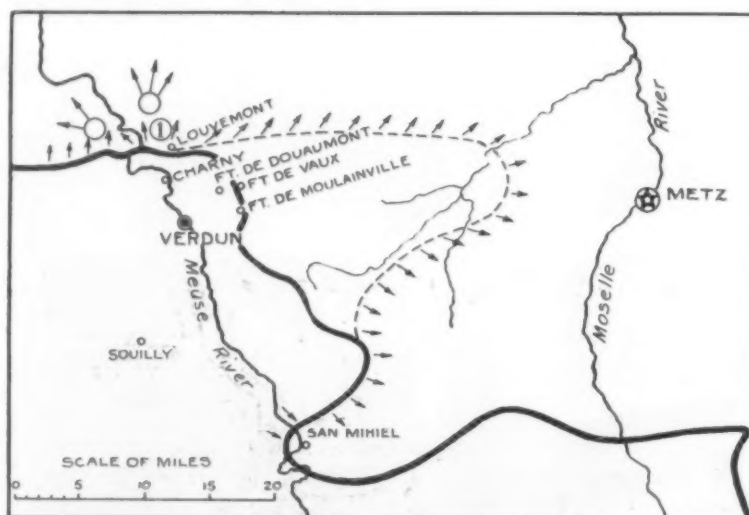 1
LOUVEMONT
CHARNY
FT. DE DOUAUMONT
FT DE VAUX
FT. DE MOULAINVILLE
VERDUN
METZ
River
Moselle
Meuse
River
SOUILLY
SAN MIHIEL
SCALE OF MILES
0 5 10 15 20